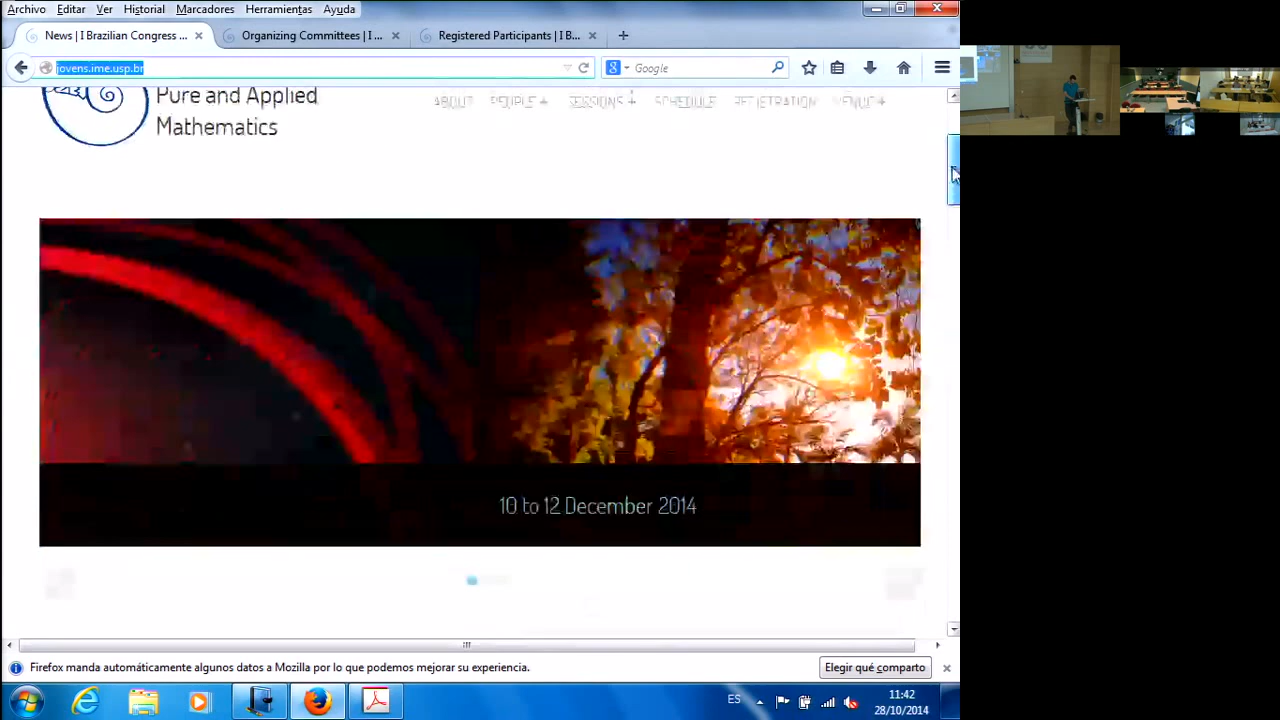 Archivo Editar Ver Historial Marcadores Herramientas Ayuda
News | I Brazilian Congress ...
Organizing Committees | I ...
Registered Participants | I B...
jovens.ime.usp.br
Google
Pure and Applied
Mathematics
ABOUT PEOPLE SESSIONS SCHEDULE REGISTRATION VENUE
10 to 12 December 2014
Firefox manda automáticamente algunos datos a Mozilla por lo que podemos mejorar su experiencia.
Elegir qué comparto
ES
11:42
28/10/2014